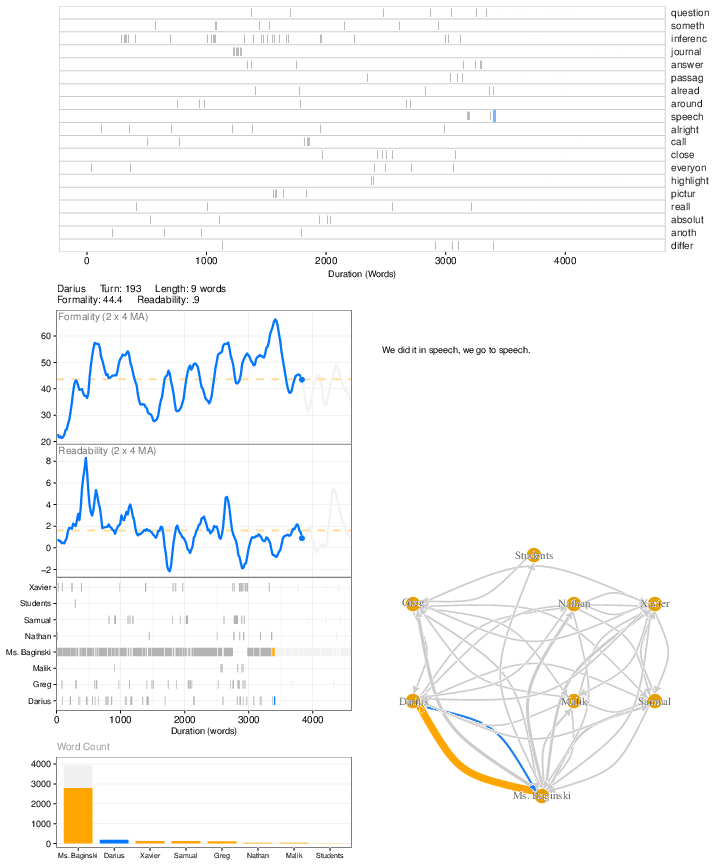 question
someth
inferenc
journal
answer
passag
alread
around
speech
alright
call
close
everyon
highlight
pictur
reall
absolut
anoth
differ
0 1000 2000 3000 4000
Duration (Words)
Darius Turn: 193 Length: 9 words
Formality: 44.4 Readability: .9
Formality (2 x 4 MA)
60
50
40
30
20
We did it in speech, we go to speech.
Readability (2 x 4 MA)
8
6
4
2
0
−2
Xavier
Students
Samual
Nathan
Ms. Baginski
Malik
Greg
Darius
0 1000 2000 3000 4000
Duration (words)
Students
Greg Nathan Xavier
Darius Malik Samual
Ms. Baginski
Word Count
4000
3000
2000
1000
0
Ms. Baginski Darius Xavier Samual Greg Nathan Malik Students